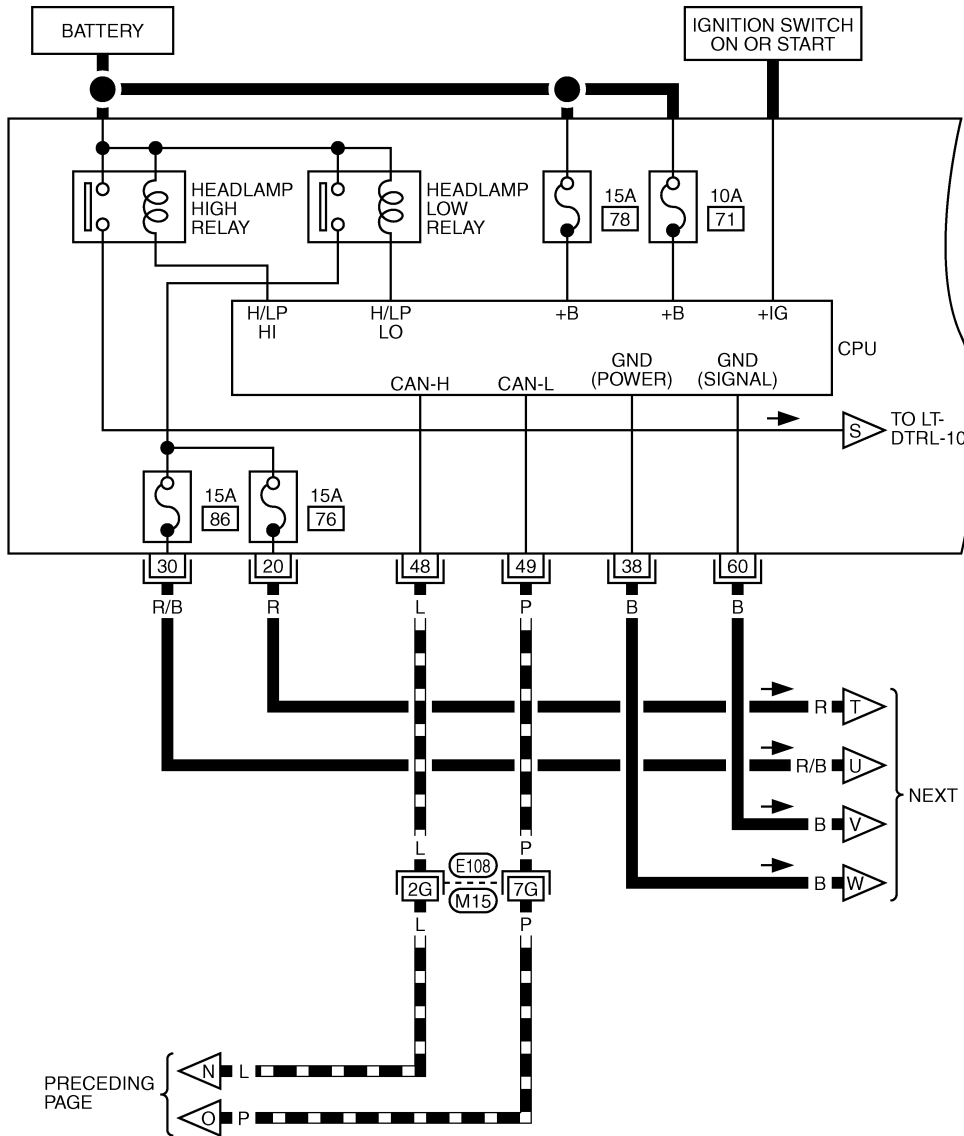 BATTERY
IGNITION SWITCH
ON OR START
HEADLAMP
HIGH
RELAY
HEADLAMP
LOW
RELAY
15A
78
10A
71
H/LP
HI
H/LP
LO
+B
+B
+IG
CPU
CAN-H
CAN-L
GND
(POWER)
GND
(SIGNAL)
S
TO LT-
DTRL-10
15A
86
15A
76
30
20
48
49
38
60
R/B
R
L
P
B
B
R
T
R/B
U
NEXT
B
V
L
P
E108
2G
7G
M15
B
W
L
P
PRECEDING
PAGE
N
L
O
P